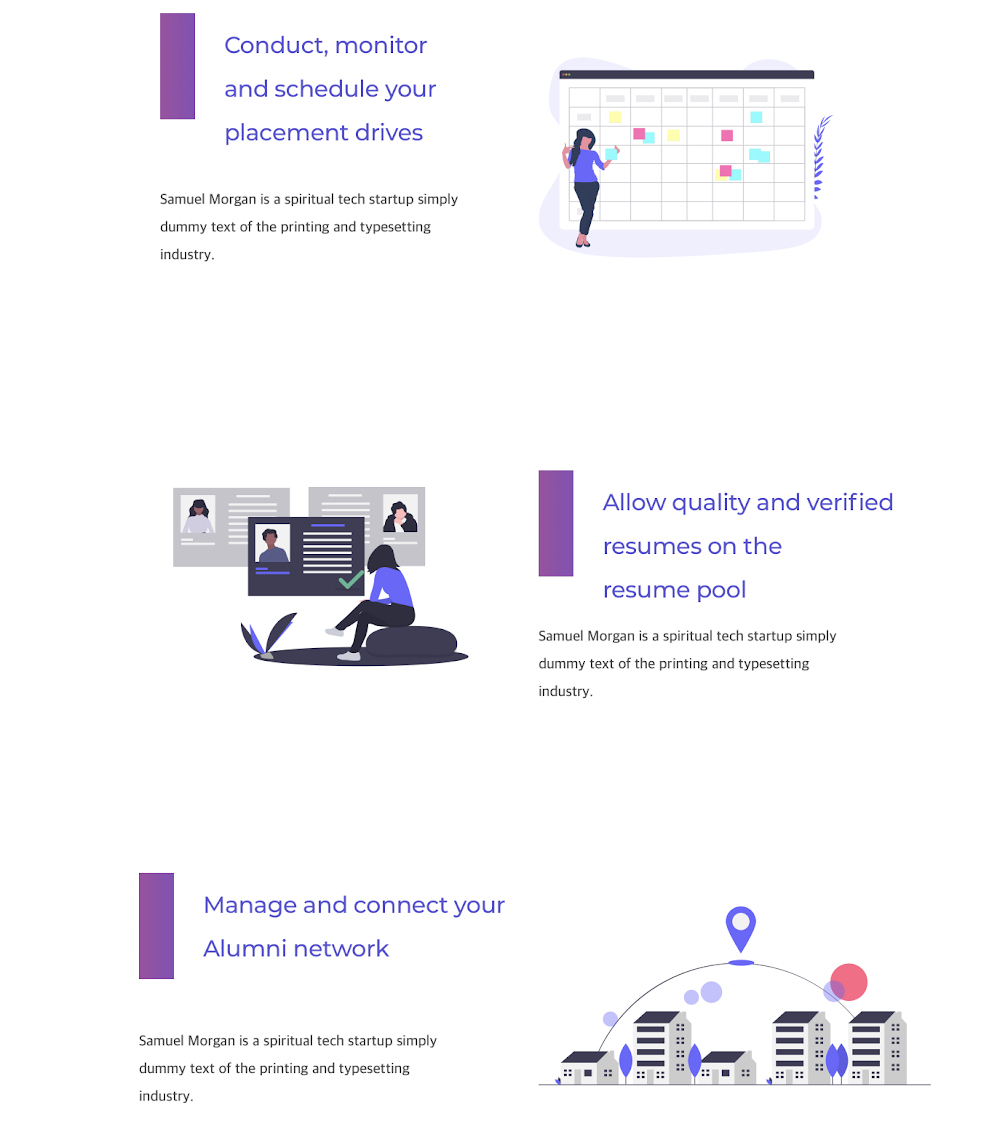 Conduct, monitor
and schedule your
placement drives
Samuel Morgan is a spiritual tech startup simply
dummy text of the printing and typesetting
industry.
Allow quality and verified
resumes on the
resume pool
Samuel Morgan is a spiritual tech startup simply
dummy text of the printing and typesetting
industry.
Manage and connect your
Alumni network
Samuel Morgan is a spiritual tech startup simply
dummy text of the printing and typesetting
industry.